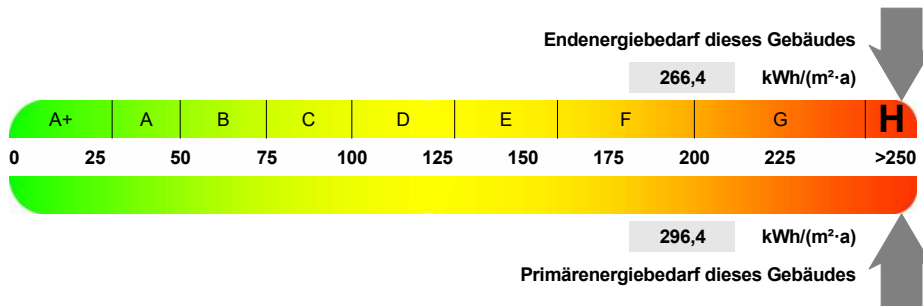 Endenergiebedarf dieses Gebäudes
266,4 kWh/(m²·a)
A+ A B C D E F G H
0 25 50 75 100 125 150 175 200 225 >250
296,4 kWh/(m²·a)
Primärenergiebedarf dieses Gebäudes